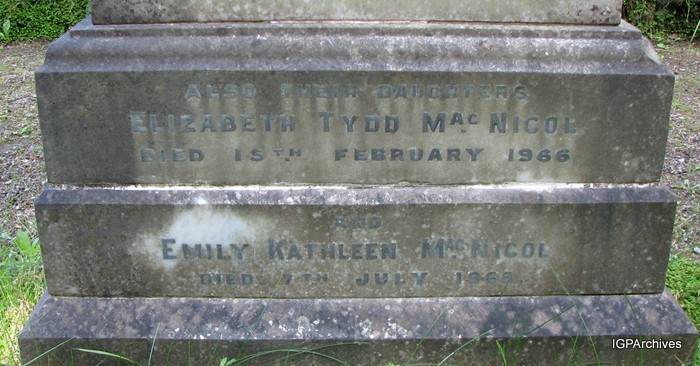 ALSO THEIR DAUGHTERS
ELIZABETH TYDD MAC NICOL
DIED 15TH FEBRUARY 1966
AND
EMILY KATHLEEN MAC NICOL
DIED 7TH JULY
IGPArchives